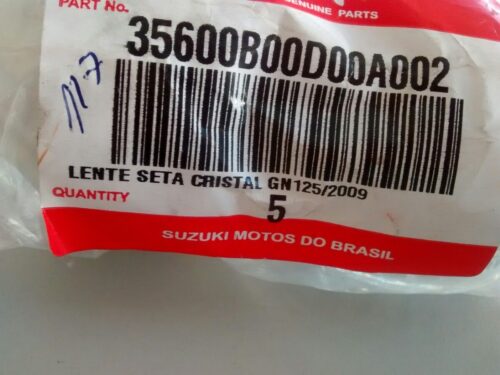 GENUINE PARTS
PART No.
35600B00D00A002
117
LENTE SETA CRISTAL GN125/2009
QUANTITY
5
SUZUKI MOTOS DO BRASIL